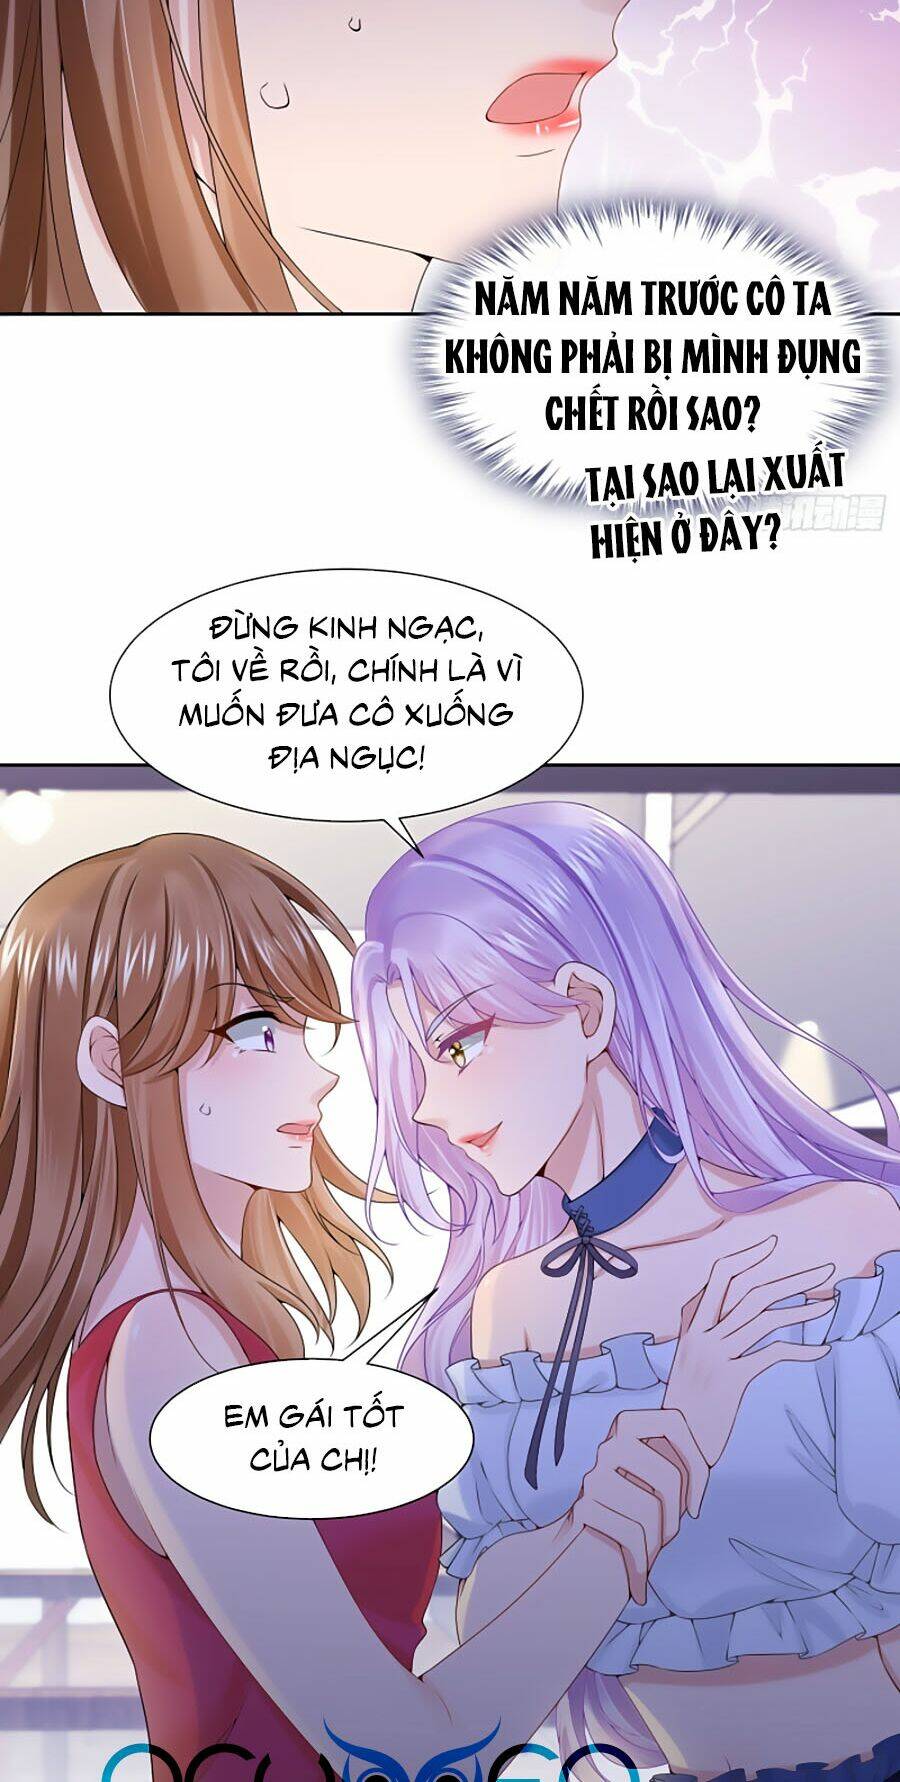 NĂM NĂM TRƯỚC CÔ TA
KHÔNG PHẢI BỊ MÌNH ĐỤNG
CHẾT RỒI SAO?
TẠI SAO LẠI XUẤT
HIỆN Ở ĐÂY?
ĐỪNG KINH NGẠC,
TÔI VỀ RỒI, CHÍNH LÀ VÌ
MUỐN ĐƯA CÔ XUỐNG
ĐỊA NGỤC!
EM GÁI TỐT
CỦA CHỊ!